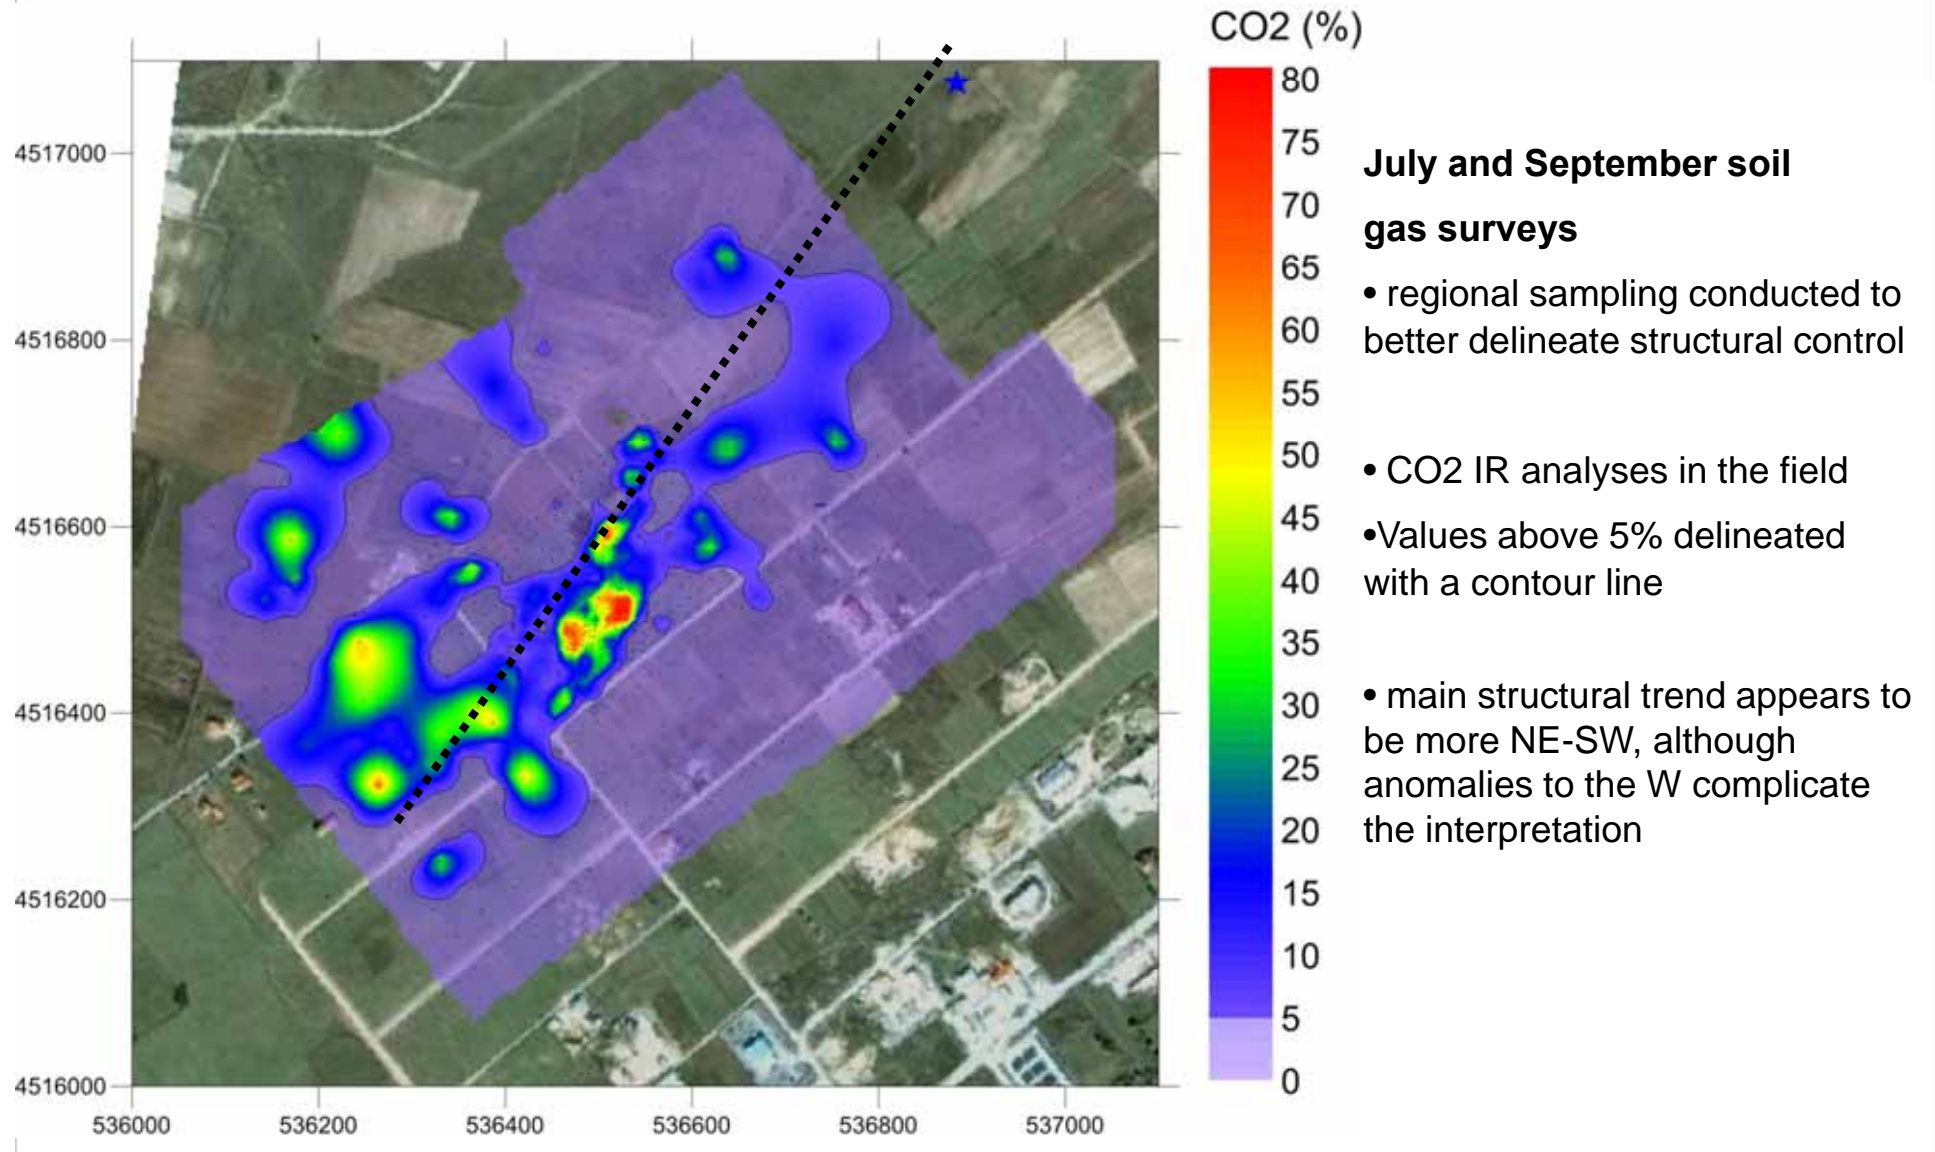 CO2 (%)
80
75
70
65
60
55
50
45
40
35
30
25
20
15
10
5
0
4517000
4516800
4516600
4516400
4516200
4516000
536000 536200 536400 536600 536800 537000
July and September soil
gas surveys
• regional sampling conducted to
better delineate structural control
• CO2 IR analyses in the field
•Values above 5% delineated
with a contour line
• main structural trend appears to
be more NE-SW, although
anomalies to the W complicate
the interpretation